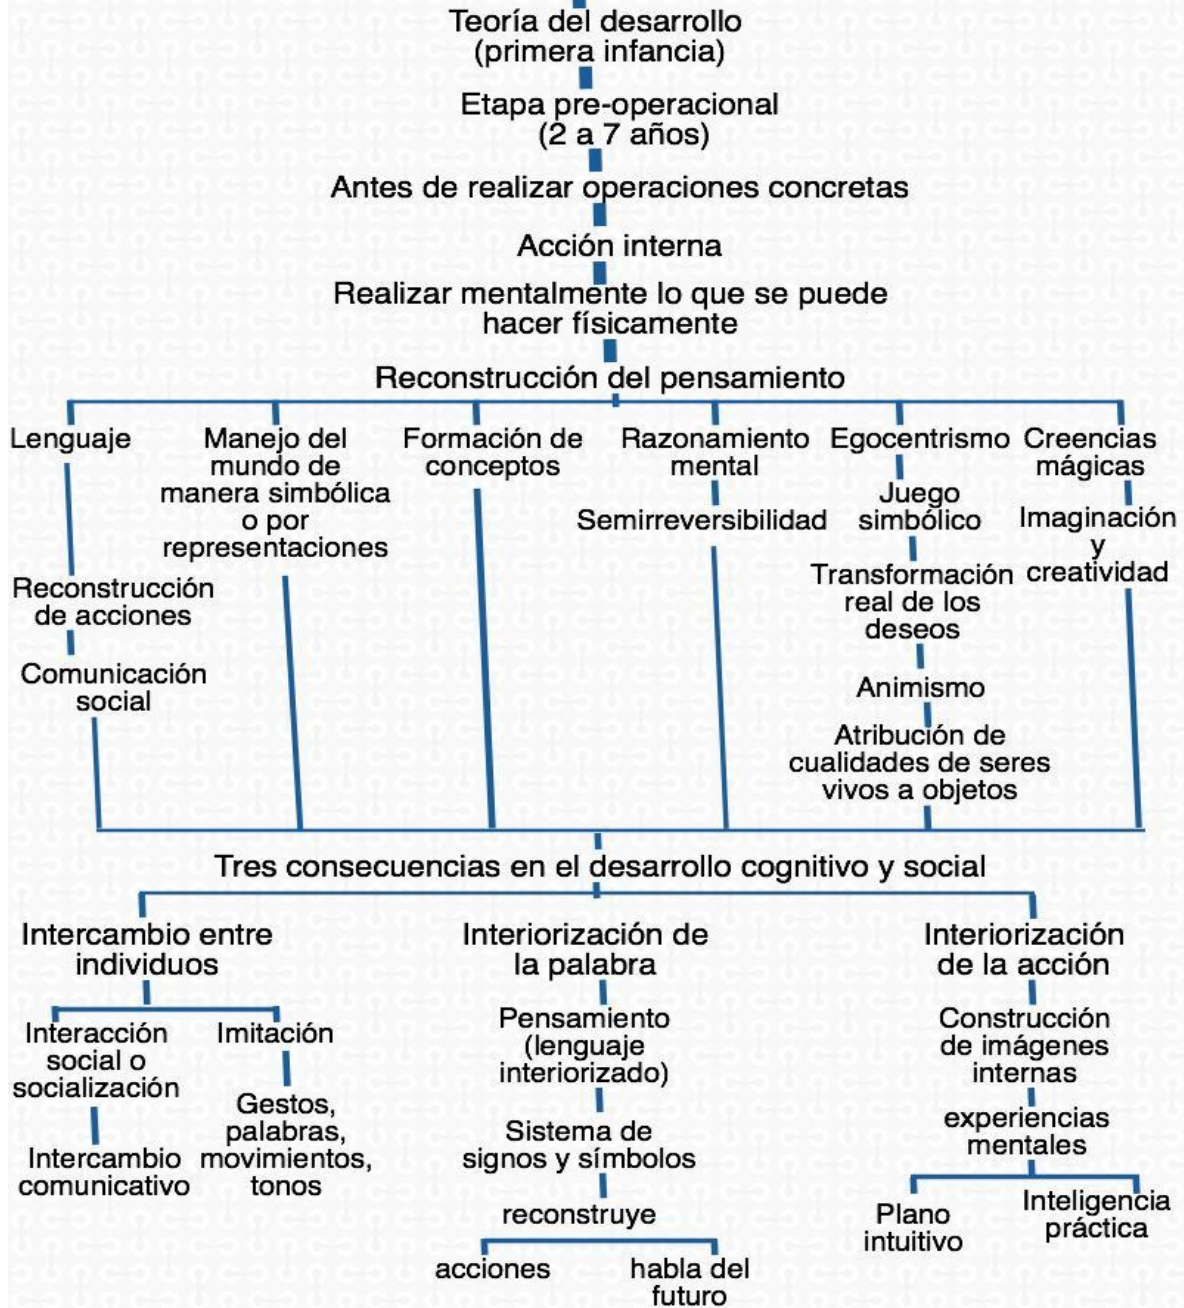 Teoría del desarrollo
(primera infancia)
Etapa pre-operacional
(2 a 7 años)
Antes de realizar operaciones concretas
Acción interna
Realizar mentalmente lo que se puede
hacer físicamente
Reconstrucción del pensamiento
Lenguaje
Reconstrucción
de acciones
Comunicación
social
Manejo del
mundo de
manera simbólica
o por
representaciones
Formación de
conceptos
Razonamiento
mental
Semirreversibilidad
Egocentrismo
Juego
simbólico
Transformación
real de los
deseos
Animismo
Atribución de
cualidades de seres
vivos a objetos
Creencias
mágicas
Imaginación
y
creatividad
Tres consecuencias en el desarrollo cognitivo y social
Intercambio entre
individuos
Interacción
social o
socialización
Intercambio
comunicativo
Imitación
Gestos,
palabras,
movimientos,
tonos
Interiorización de
la palabra
Pensamiento
(lenguaje
interiorizado)
Sistema de
signos y símbolos
reconstruye
acciones
habla del
futuro
Interiorización
de la acción
Construcción
de imágenes
internas
experiencias
mentales
Plano
intuitivo
Inteligencia
práctica